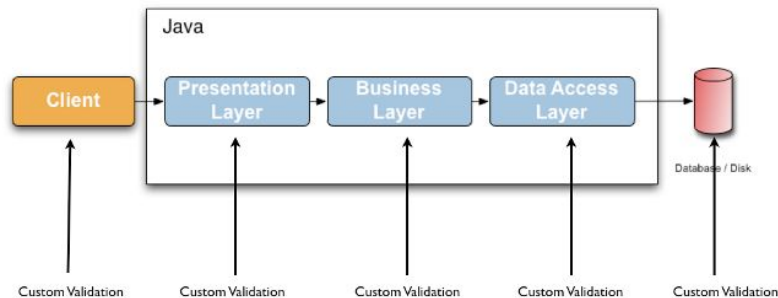 Java
Client
Presentation
Layer
Business
Layer
Data Access
Layer
Database / Disk
Custom Validation
Custom Validation
Custom Validation
Custom Validation
Custom Validation